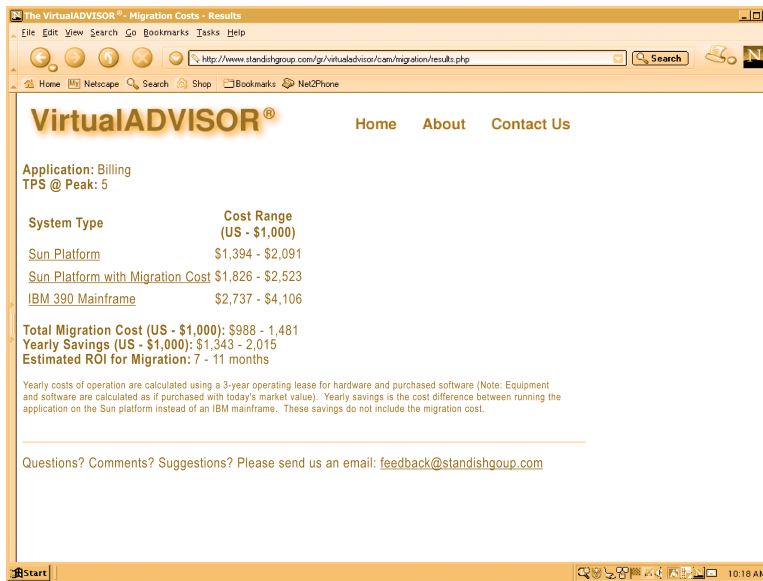 The VirtualADVISOR ® - Migration Costs - Results
File Edit View Search Go Bookmarks Tasks Help
http://www.standishgroup.com/gr/virtualadvisor/cam/migration/results.php Search
N
Home My Netscape Search Shop Bookmarks Net2Phone
VirtualADVISOR® Home About Contact Us
Application: Billing
TPS @ Peak: 5
System Type Cost Range
(US - $1,000)
Sun Platform $1,394 - $2,091
Sun Platform with Migration Cost $1,826 - $2,523
IBM 390 Mainframe $2,737 - $4,106
Total Migration Cost (US - $1,000): $988 - 1,481
Yearly Savings (US - $1,000): $1,343 - 2,015
Estimated ROI for Migration: 7 - 11 months
Yearly costs of operation are calculated using a 3-year operating lease for hardware and purchased software (Note: Equipment
and software are calculated as if purchased with today's market value). Yearly savings is the cost difference between running the
application on the Sun platform instead of an IBM mainframe. These savings do not include the migration cost.
Questions? Comments? Suggestions? Please send us an email: feedback@standishgoup.com
Start 10:18 AM